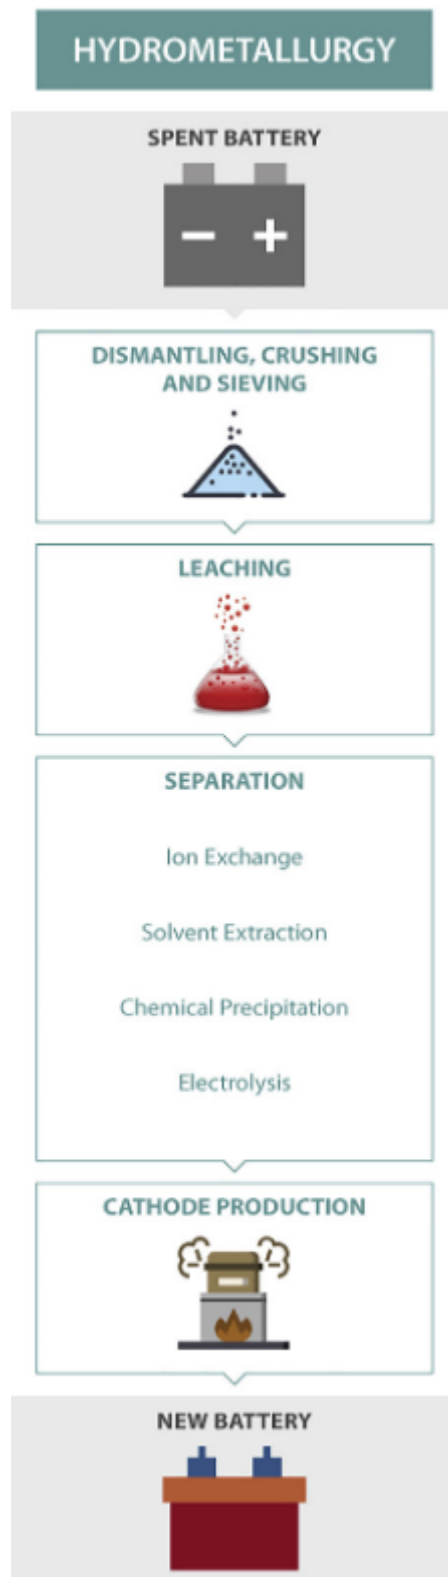 HYDROMETALLURGY
SPENT BATTERY
− +
DISMANTLING, CRUSHING
AND SIEVING
LEACHING
SEPARATION
Ion Exchange
Solvent Extraction
Chemical Precipitation
Electrolysis
CATHODE PRODUCTION
NEW BATTERY